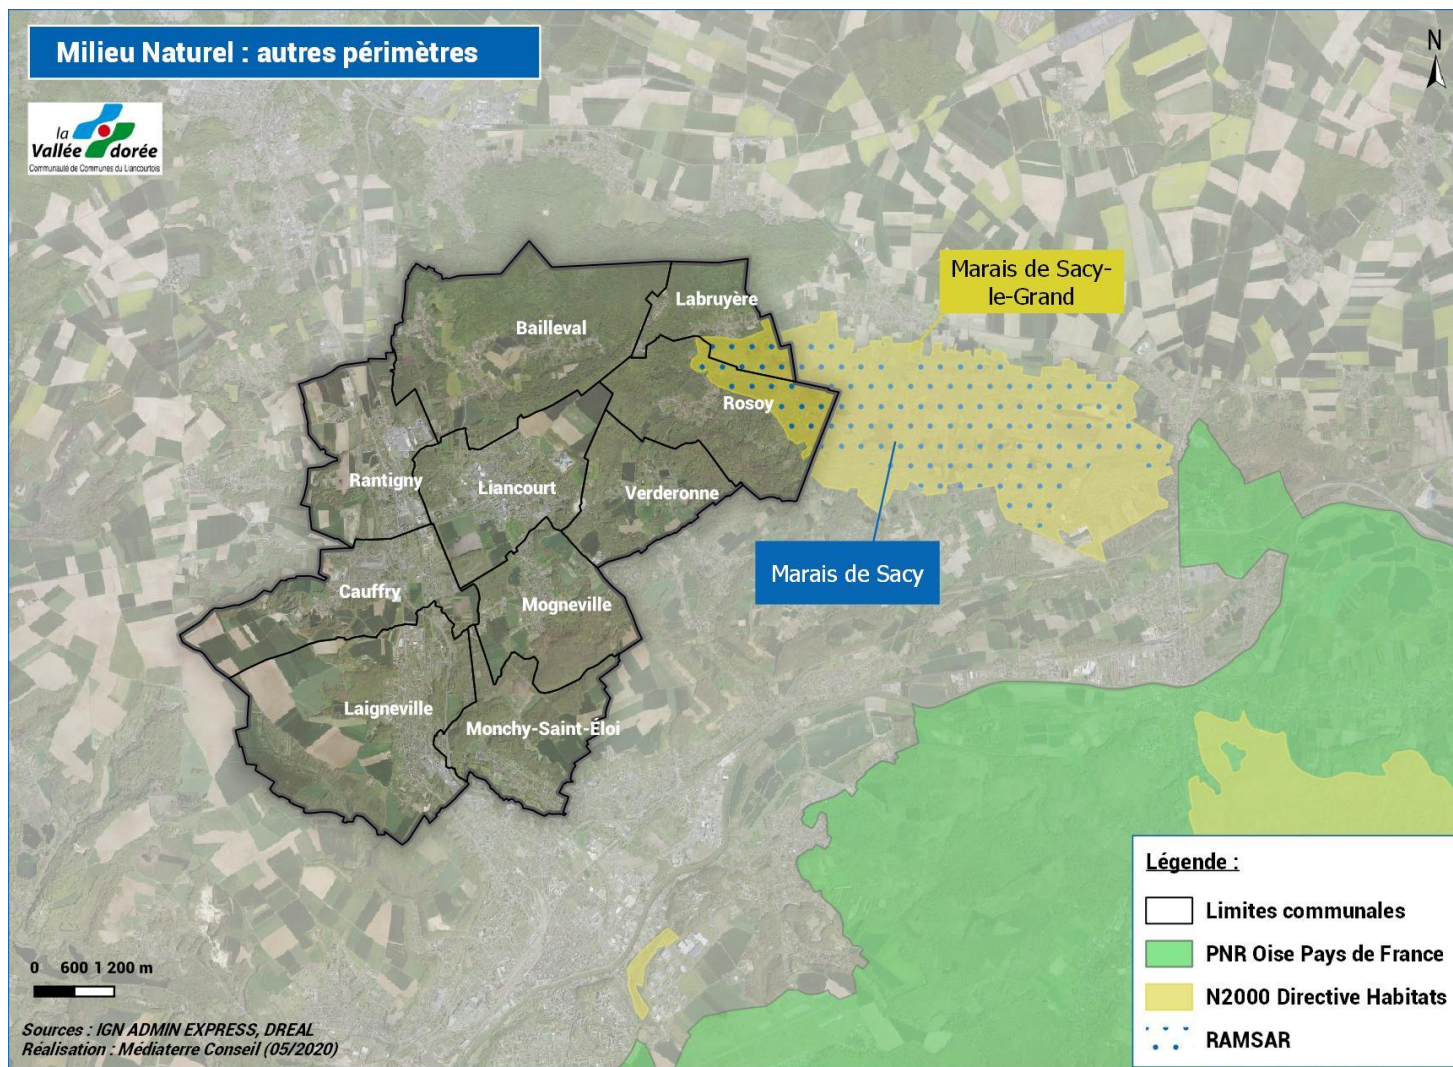 Milieu Naturel : autres périmètres
N
la
Vallée dorée
Communauté de Communes du Liancourtois
Marais de Sacy-
le-Grand
Labruyère
Bailleval
Rosoy
Rantigny
Liancourt
Verderonne
Marais de Sacy
Cauffry
Mogneville
Laigneville
Monchy-Saint-Éloi
Légende :
Limites communales
PNR Oise Pays de France
N2000 Directive Habitats
RAMSAR
0 600 1 200 m
Sources : IGN ADMIN EXPRESS, DREAL
Réalisation : Médiaterre Conseil (05/2020)